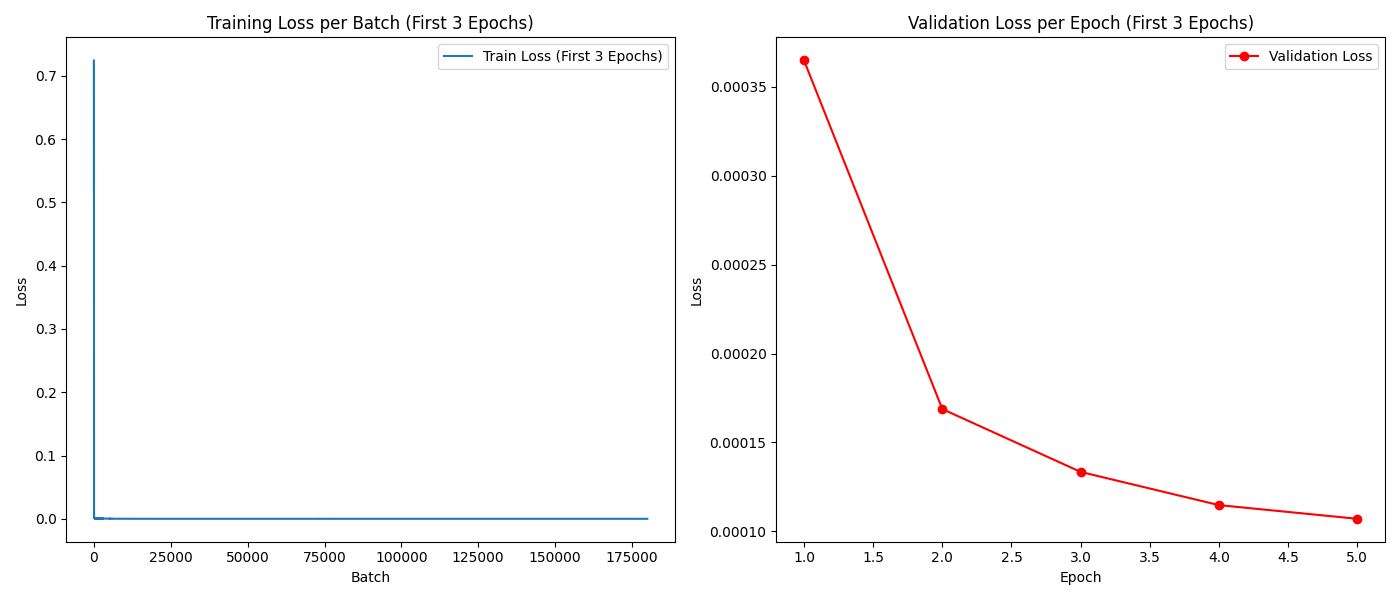 Training Loss per Batch (First 3 Epochs)
Train Loss (First 3 Epochs)
0.7
0.6
0.5
0.4
0.3
0.2
0.1
0.0
Loss
0 25000 50000 75000 100000 125000 150000 175000
Batch
Validation Loss per Epoch (First 3 Epochs)
Validation Loss
0.00035
0.00030
0.00025
0.00020
0.00015
0.00010
Loss
1.0 1.5 2.0 2.5 3.0 3.5 4.0 4.5 5.0
Epoch